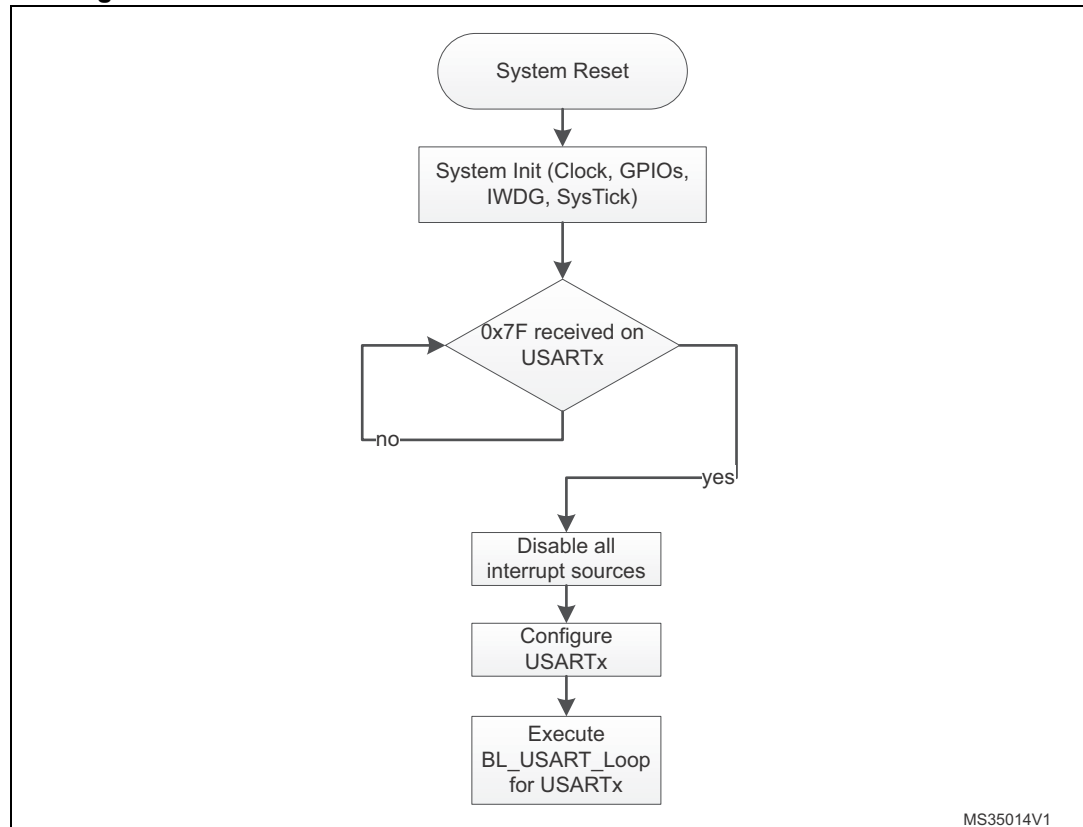 System Reset
System Init (Clock, GPIOs,
IWDG, SysTick)
0x7F received on
USARTx
no
yes
Disable all
interrupt sources
Configure
USARTx
Execute
BL_USART_Loop
for USARTx
MS35014V1